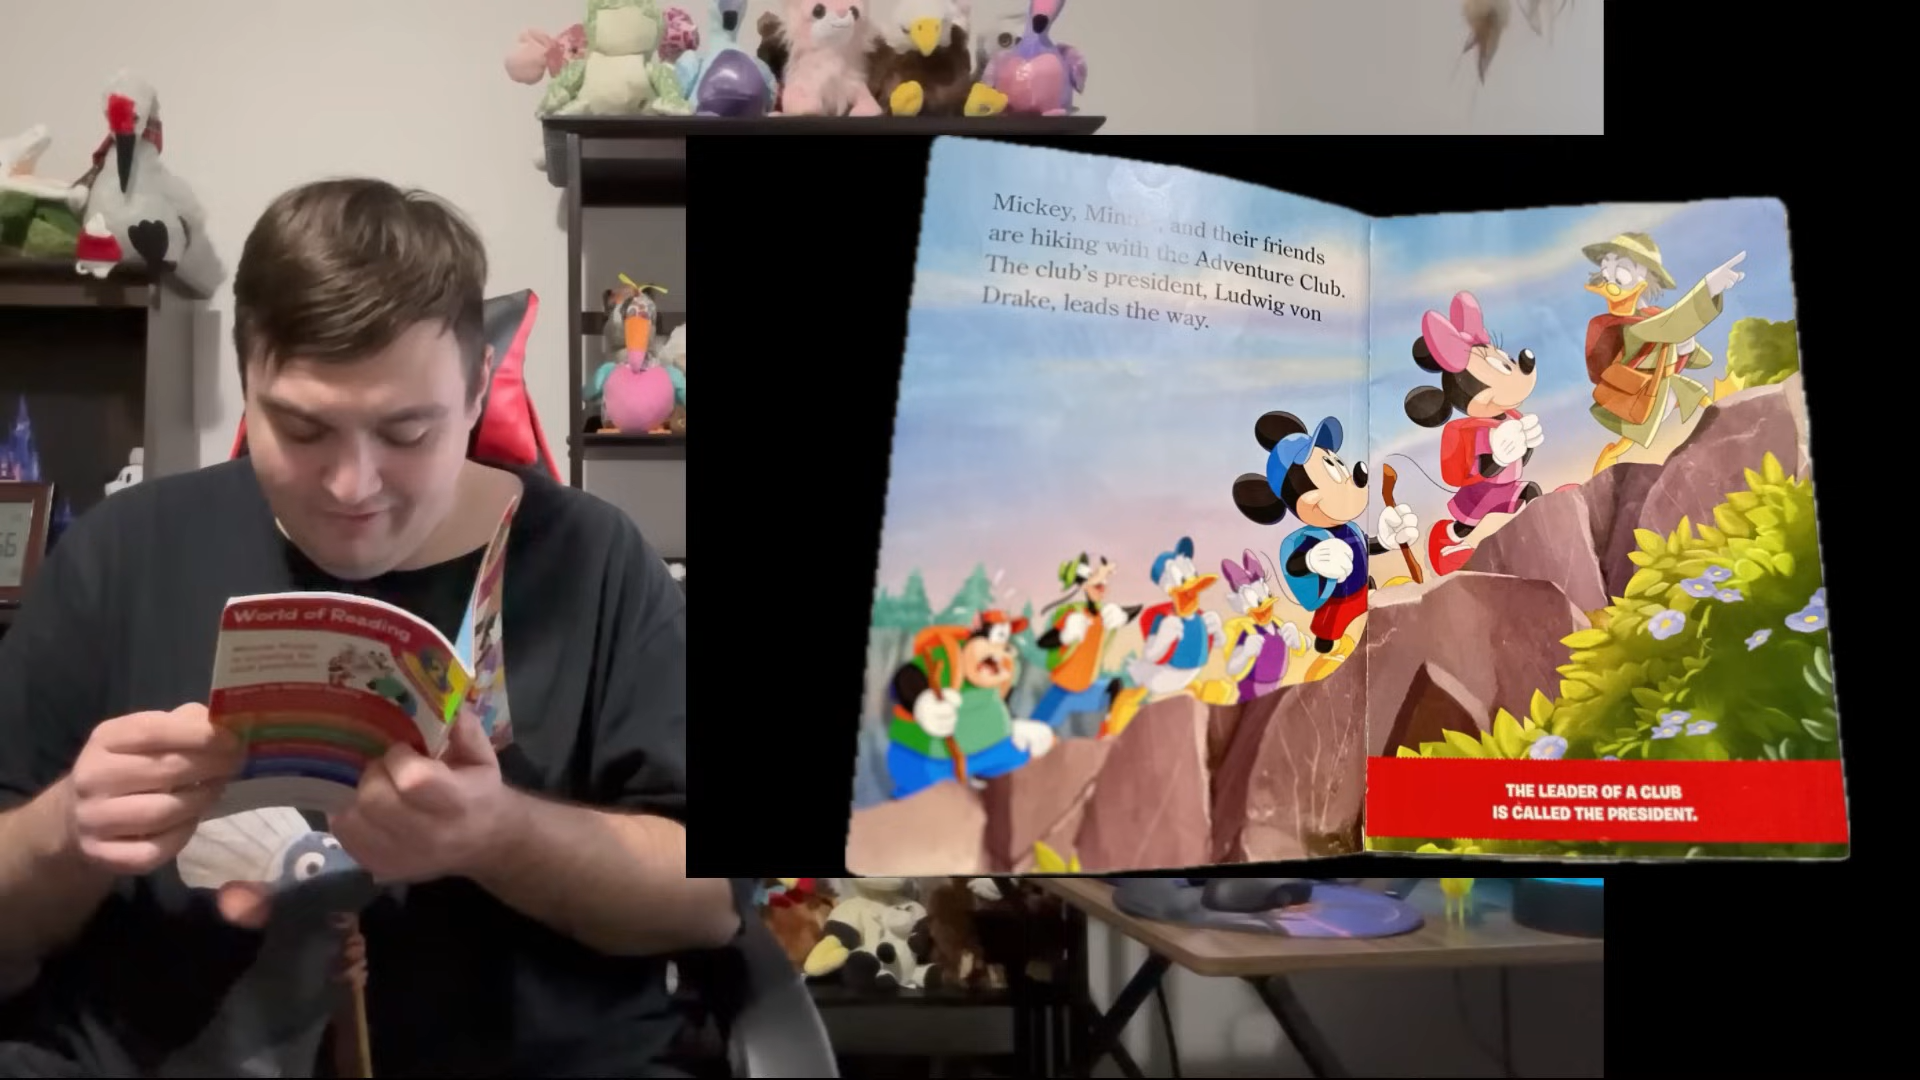 World of Reading
Mickey, and their friends
are hiking with the Adventure Club.
The club's president, Ludwig von
Drake, leads the way.
THE LEADER OF A CLUB
IS CALLED THE PRESIDENT.